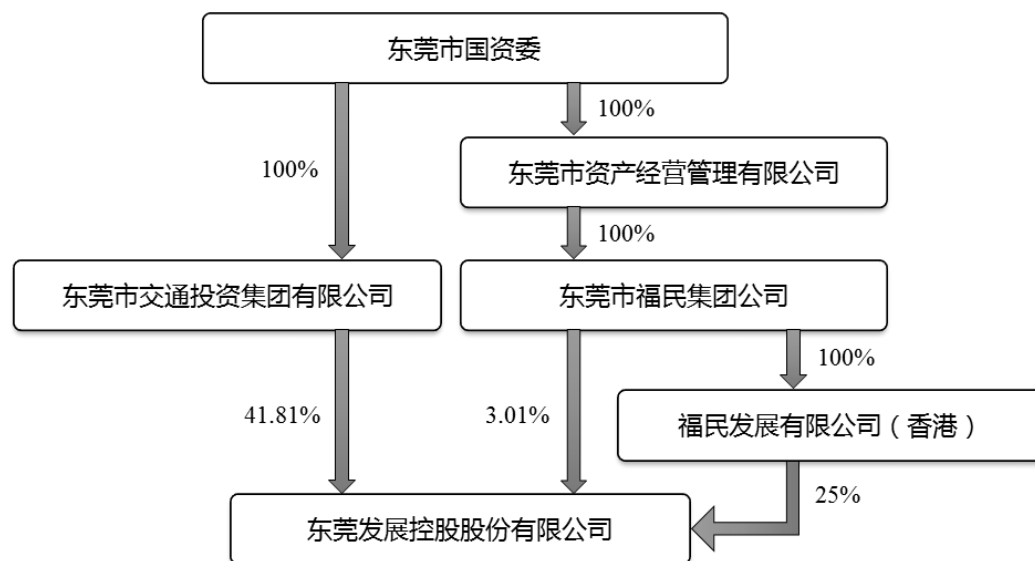 东莞市国资委
100%
100%
东莞市资产经营管理有限公司
100%
东莞市交通投资集团有限公司
东莞市福民集团公司
100%
41.81%
3.01%
福民发展有限公司（香港）
25%
东莞发展控股股份有限公司